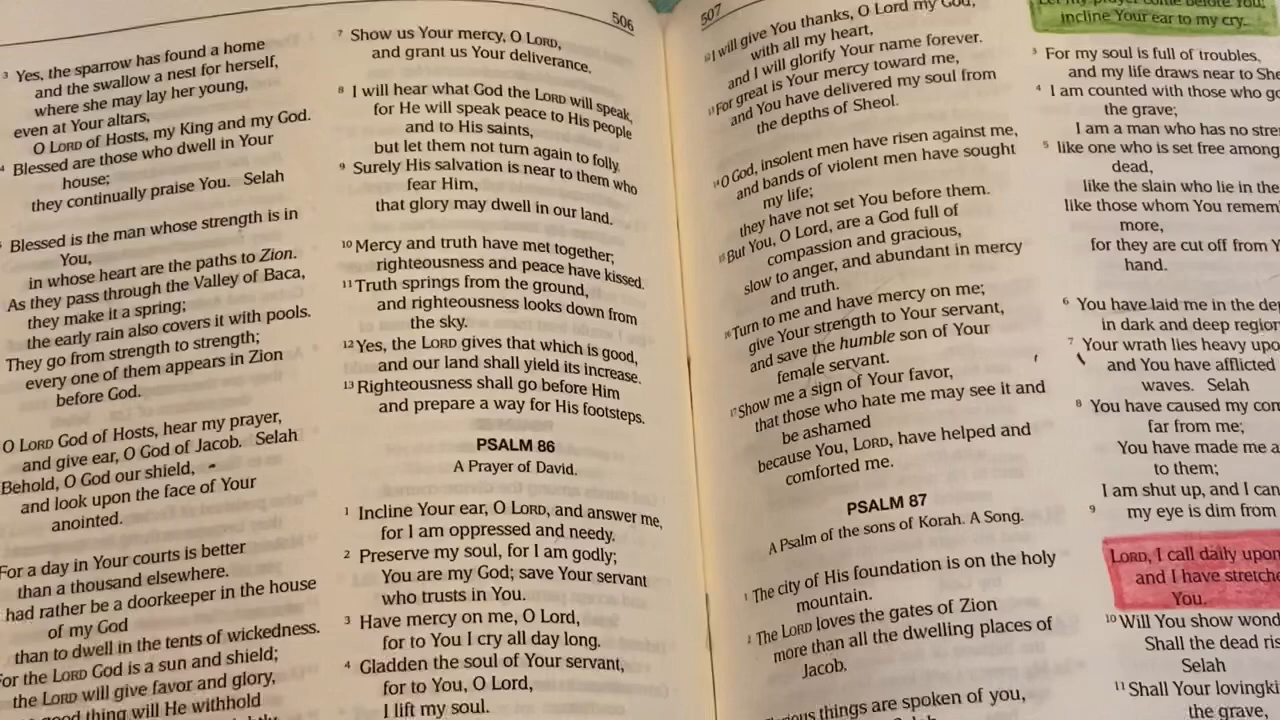 506
3 Yes, the sparrow has found a home
and the swallow a nest for herself,
where she may lay her young,
even at Your altars,
O LORD of Hosts, my King and my God.
4 Blessed are those who dwell in Your
house;
they continually praise You. Selah
Blessed is the man whose strength is in
You,
in whose heart are the paths to Zion.
As they pass through the Valley of Baca,
they make it a spring;
the early rain also covers it with pools.
They go from strength to strength;
every one of them appears in Zion
before God.
O LORD God of Hosts, hear my prayer,
and give ear, O God of Jacob. Selah
Behold, O God our shield,
and look upon the face of Your
anointed.
For a day in Your courts is better
than a thousand elsewhere.
had rather be a doorkeeper in the house
of my God
than to dwell in the tents of wickedness.
For the LORD God is a sun and shield;
the LORD will give favor and glory,
good thing will He withhold
7 Show us Your mercy, O LORD,
and grant us Your deliverance.
8 I will hear what God the LORD will speak,
for He will speak peace to His people
and to His saints,
but let them not turn again to folly.
9 Surely His salvation is near to them who
fear Him,
that glory may dwell in our land.
10 Mercy and truth have met together;
righteousness and peace have kissed.
11 Truth springs from the ground,
and righteousness looks down from
the sky.
12 Yes, the LORD gives that which is good,
and our land shall yield its increase.
13 Righteousness shall go before Him
and prepare a way for His footsteps.
PSALM 86
A Prayer of David.
1 Incline Your ear, O LORD, and answer me,
for I am oppressed and needy.
2 Preserve my soul, for I am godly;
You are my God; save Your servant
who trusts in You.
3 Have mercy on me, O Lord,
for to You I cry all day long.
4 Gladden the soul of Your servant,
for to You, O Lord,
I lift my soul.
507
12 I will give You thanks, O Lord my God,
with all my heart,
and I will glorify Your name forever.
13 For great is Your mercy toward me,
and You have delivered my soul from
the depths of Sheol.
14 O God, insolent men have risen against me,
and bands of violent men have sought
my life;
they have not set You before them.
15 But You, O Lord, are a God full of
compassion and gracious,
slow to anger, and abundant in mercy
and truth.
16 Turn to me and have mercy on me;
give Your strength to Your servant,
and save the humble son of Your
female servant.
17 Show me a sign of Your favor,
that those who hate me may see it and
be ashamed
because You, LORD, have helped and
comforted me.
PSALM 87
A Psalm of the sons of Korah. A Song.
1 The city of His foundation is on the holy
mountain.
2 The LORD loves the gates of Zion
more than all the dwelling places of
Jacob.
things are spoken of you,
Let my prayer come before You;
incline Your ear to my cry.
3 For my soul is full of troubles,
and my life draws near to She
4 I am counted with those who go
the grave;
I am a man who has no stre
5 like one who is set free among
dead,
like the slain who lie in the
like those whom You remem
more,
for they are cut off from Y
hand.
6 You have laid me in the de
in dark and deep region
7 Your wrath lies heavy upo
and You have afflicted
waves. Selah
8 You have caused my com
far from me;
You have made me a
to them;
I am shut up, and I can
9 my eye is dim from
LORD, I call daily upon
and I have stretche
You.
10 Will You show wond
Shall the dead ris
Selah
11 Shall Your lovingki
the grave,